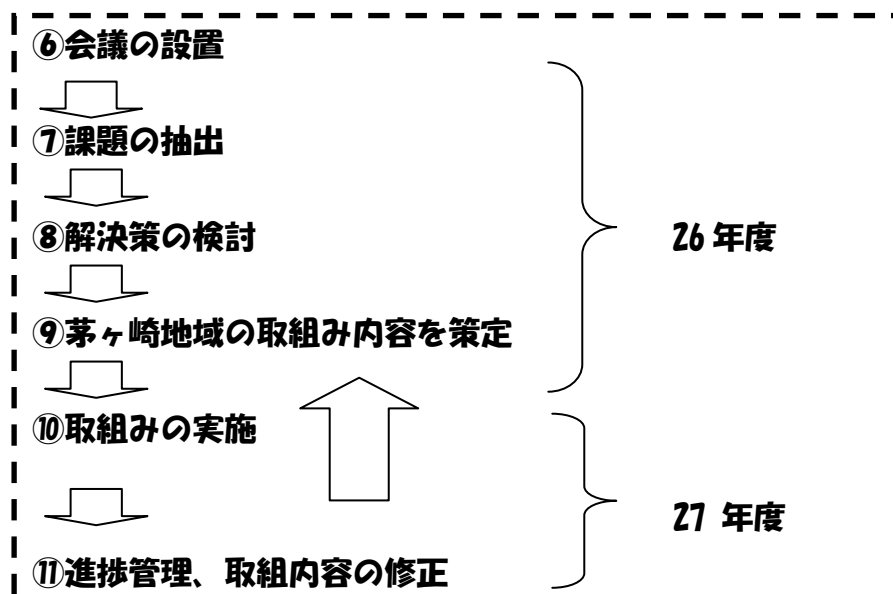 ⑥会議の設置
⑦課題の抽出
⑧解決策の検討
26年度
⑨茅ヶ崎地域の取組み内容を策定
⑩取組みの実施
27 年度
⑪進捗管理、取組内容の修正